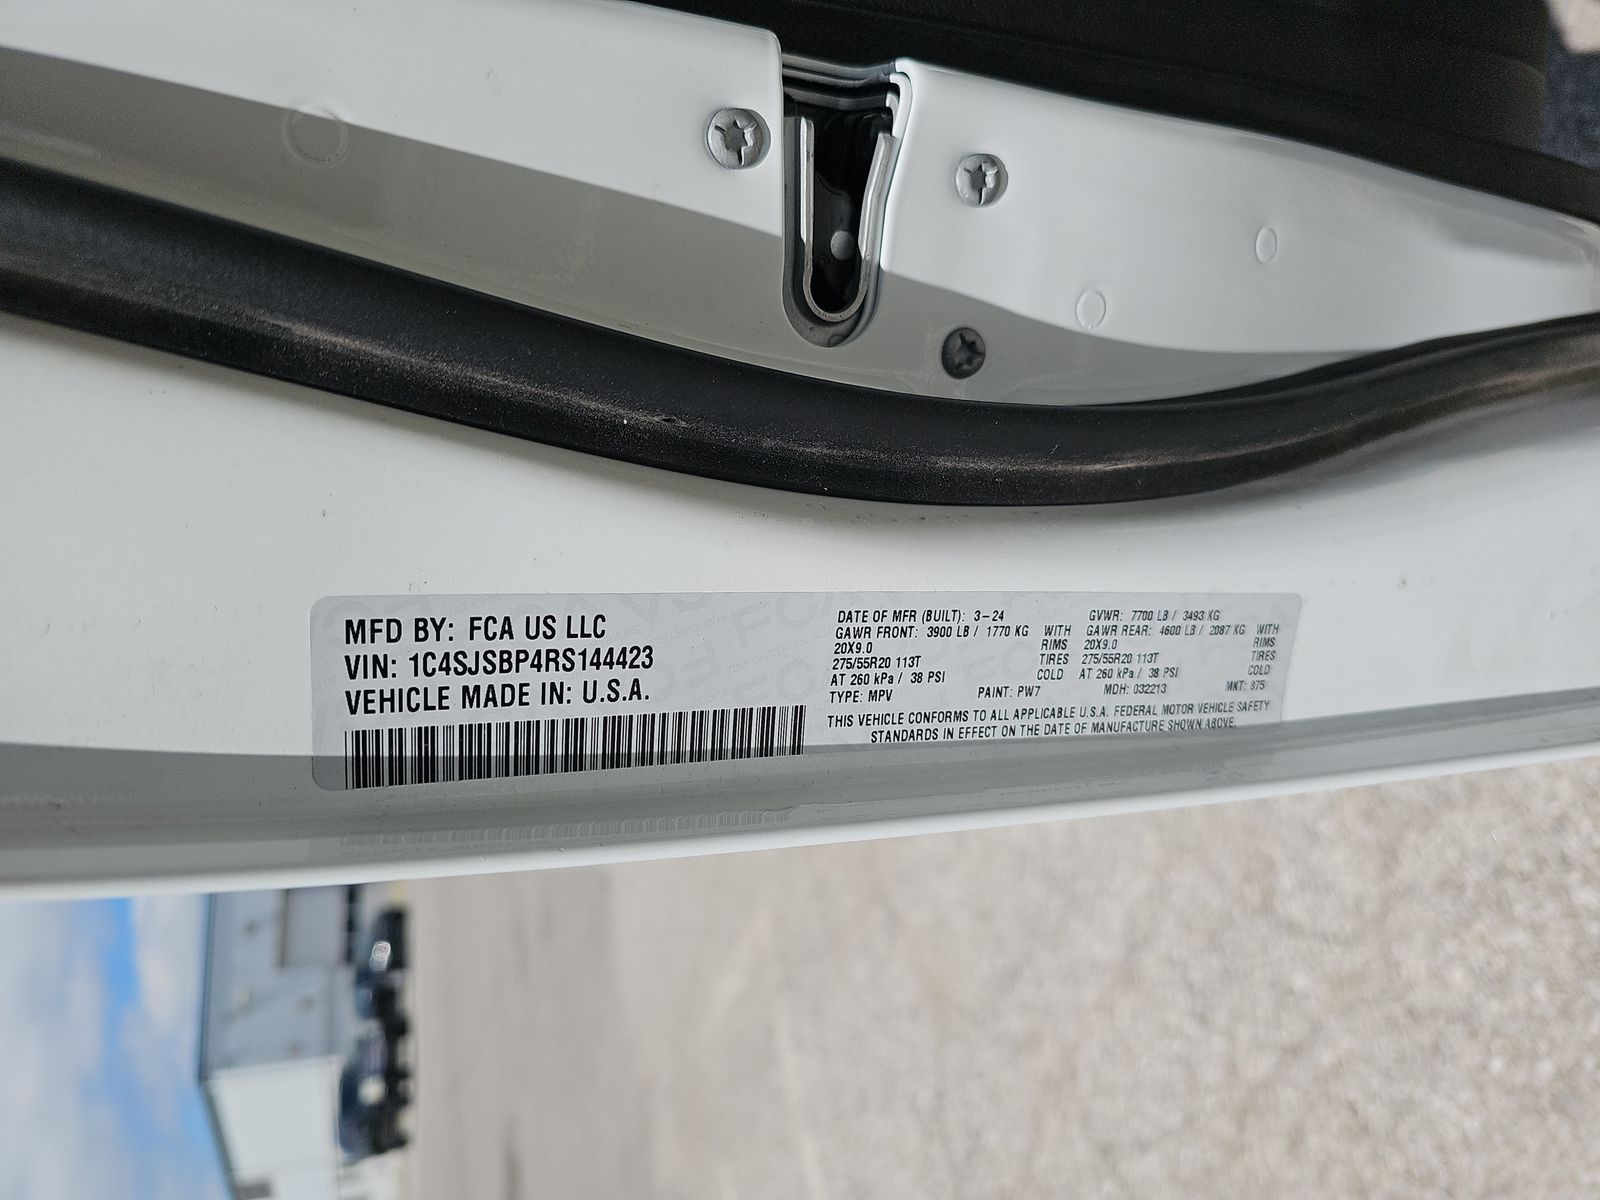 MFD BY: FCA US LLC
VIN: 1C4SJSBP4RS144423
VEHICLE MADE IN: U.S.A.
DATE OF MFR (BUILT): 3-24 GVWR: 7700 LB / 3493 KG
GAWR FRONT: 3900 LB / 1770 KG WITH GAWR REAR: 4600 LB / 2087 KG WITH
20X9.0 RIMS 20X9.0 RIMS
275/55R20 113T TIRES 275/55R20 113T TIRES
AT 260 kPa / 38 PSI COLD AT 260 kPa / 38 PSI COLD
TYPE: MPV PAINT: PW7 MDH: 032213 MKT: 875
THIS VEHICLE CONFORMS TO ALL APPLICABLE U.S.A. FEDERAL MOTOR VEHICLE SAFETY
STANDARDS IN EFFECT ON THE DATE OF MANUFACTURE SHOWN ABOVE.